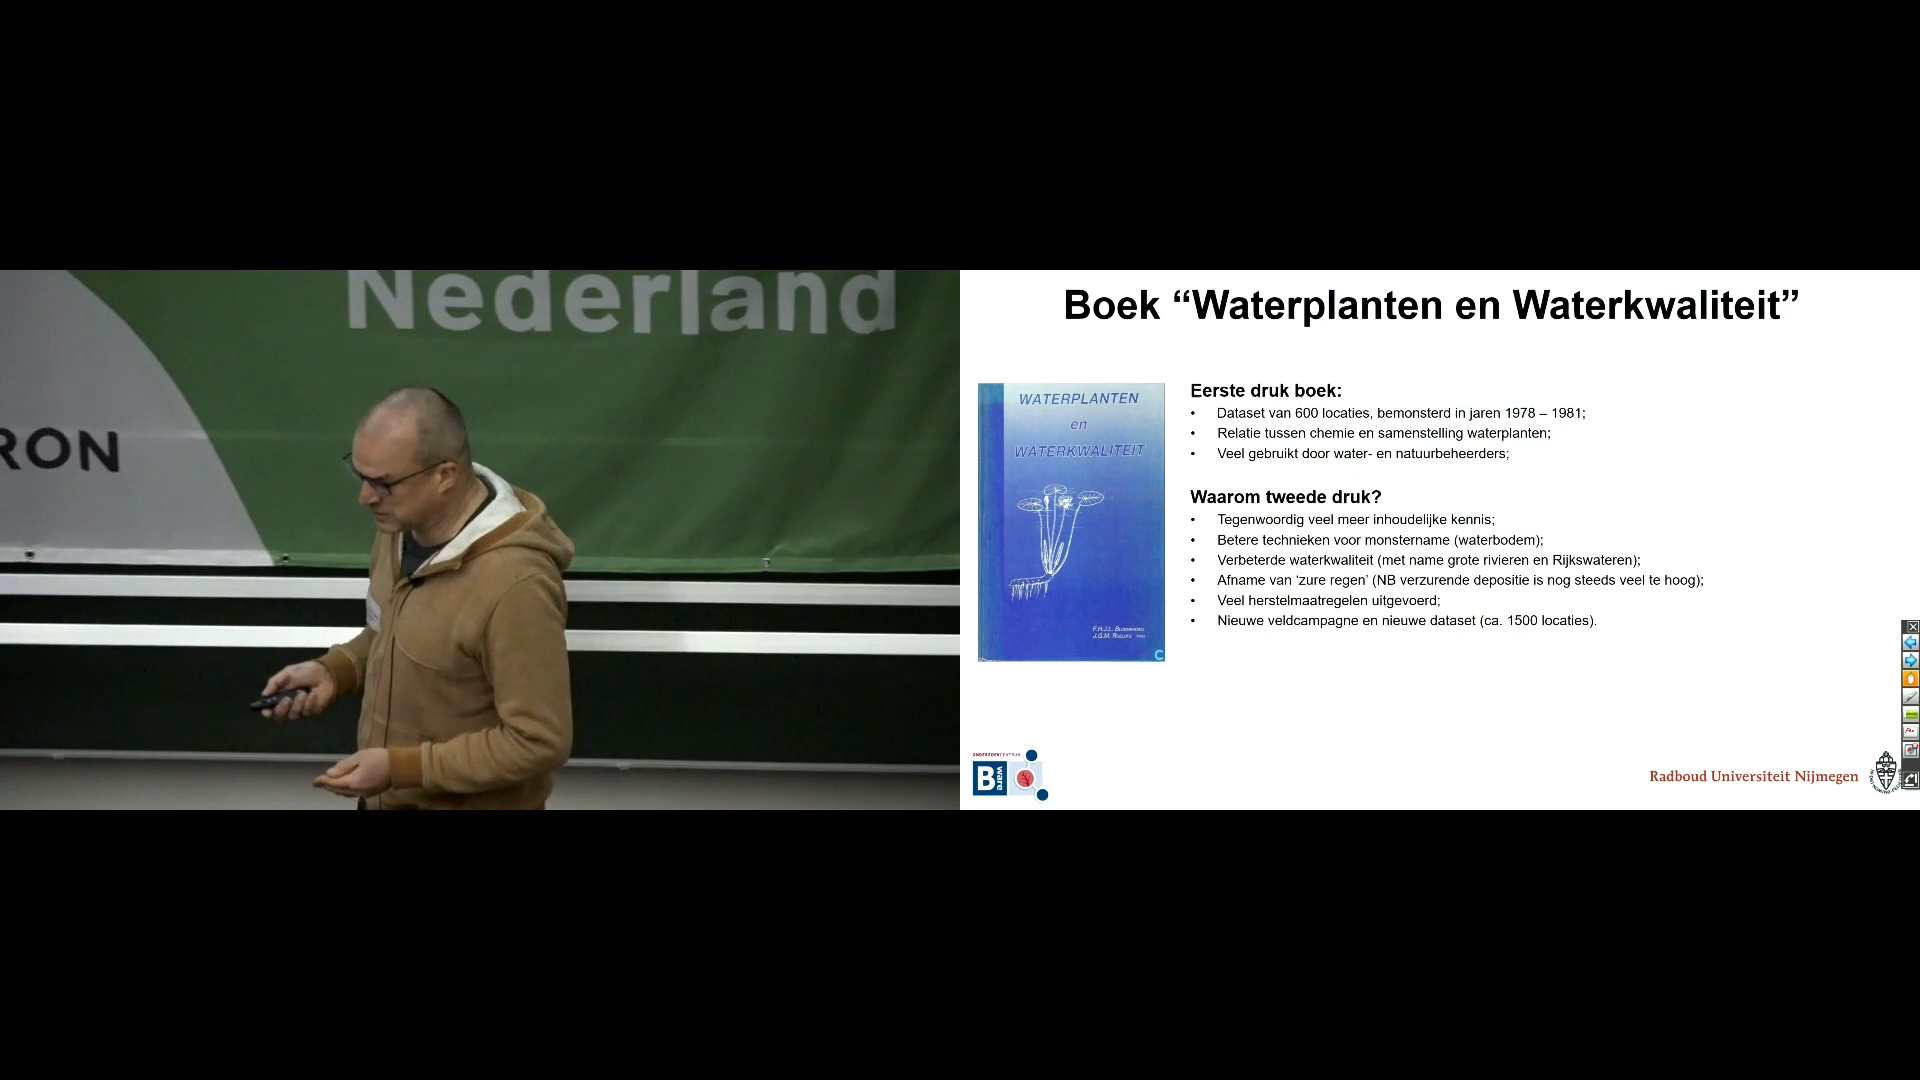 Nederland
RON
Boek “Waterplanten en Waterkwaliteit”
WATERPLANTEN
en
WATERKWALITEIT
F.H.J.L. Bloemendaal
J.G.M. Roelofs
C
Eerste druk boek:
• Dataset van 600 locaties, bemonsterd in jaren 1978 – 1981;
• Relatie tussen chemie en samenstelling waterplanten;
• Veel gebruikt door water- en natuurbeheerders;
Waarom tweede druk?
• Tegenwoordig veel meer inhoudelijke kennis;
• Betere technieken voor monstername (waterbodem);
• Verbeterde waterkwaliteit (met name grote rivieren en Rijkswateren);
• Afname van ‘zure regen’ (NB verzurende depositie is nog steeds veel te hoog);
• Veel herstelmaatregelen uitgevoerd;
• Nieuwe veldcampagne en nieuwe dataset (ca. 1500 locaties).
ONDERZOEKCENTRUM
B ware
Radboud Universiteit Nijmegen